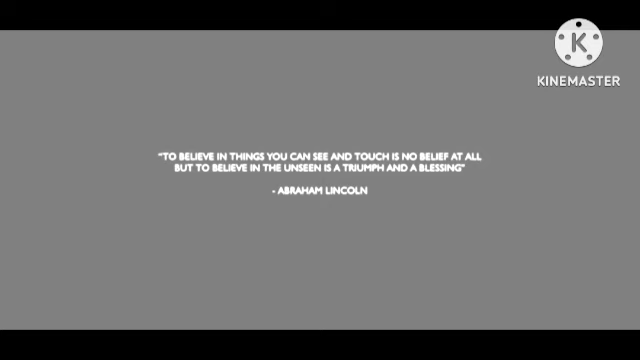 KINEMASTER
"TO BELIEVE IN THINGS YOU CAN SEE AND TOUCH IS NO BELIEF AT ALL
BUT TO BELIEVE IN THE UNSEEN IS A TRIUMPH AND A BLESSING"
- ABRAHAM LINCOLN